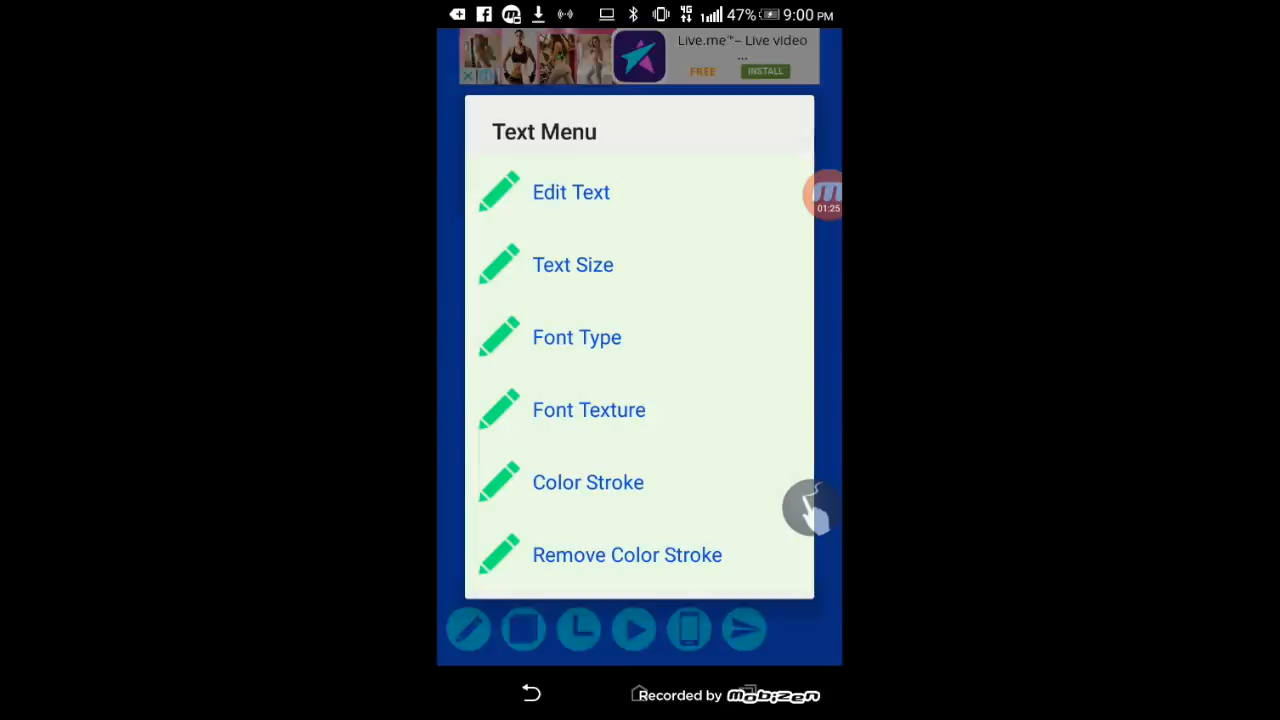 4G 47% 9:00 PM
Live.me™– Live video
...
FREE INSTALL
Text Menu
Edit Text
01:25
Text Size
Font Type
Font Texture
Color Stroke
Remove Color Stroke
Recorded by mobizen